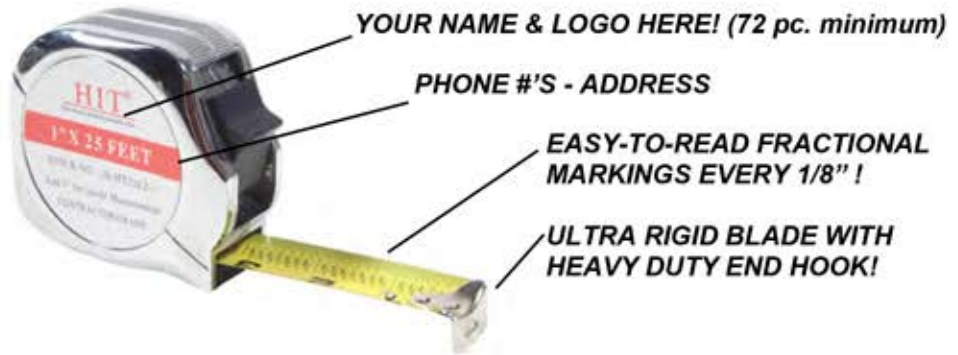 YOUR NAME & LOGO HERE! (72 pc. minimum)
PHONE #'S - ADDRESS
EASY-TO-READ FRACTIONAL
MARKINGS EVERY 1/8” !
ULTRA RIGID BLADE WITH
HEAVY DUTY END HOOK!
HIT
1" X 25 FEET